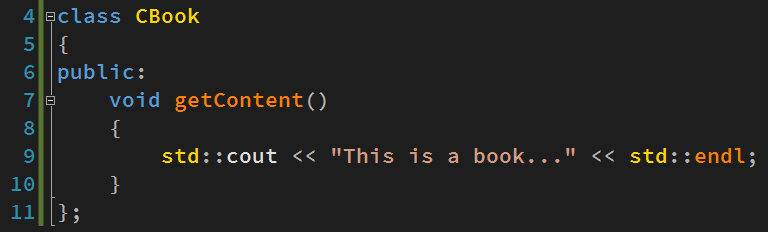 4 class CBook
5 {
6 public:
7     void getContent()
8     {
9         std::cout << "This is a book..." << std::endl;
10     }
11 };